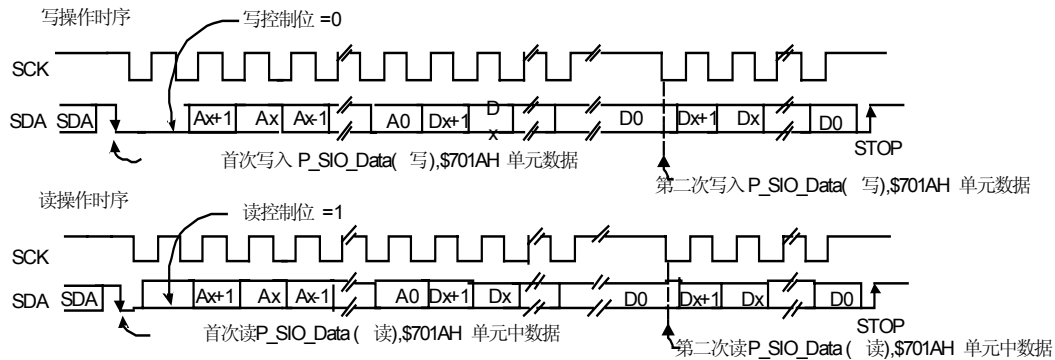 写操作时序
写控制位 =0
SCK
SDA SDA Ax+1 Ax Ax-1 A0 Dx+1 Dx D0 Dx+1 Dx D0
STOP
首次写入 P_SIO_Data( 写),$701AH 单元数据
第二次写入 P_SIO_Data( 写),$701AH 单元数据
读操作时序
读控制位 =1
SCK
SDA SDA Ax+1 Ax Ax-1 A0 Dx+1 Dx D0 Dx+1 Dx D0
STOP
首次读P_SIO_Data ( 读),$701AH 单元中数据
第二次读P_SIO_Data( 读),$701AH 单元中数据